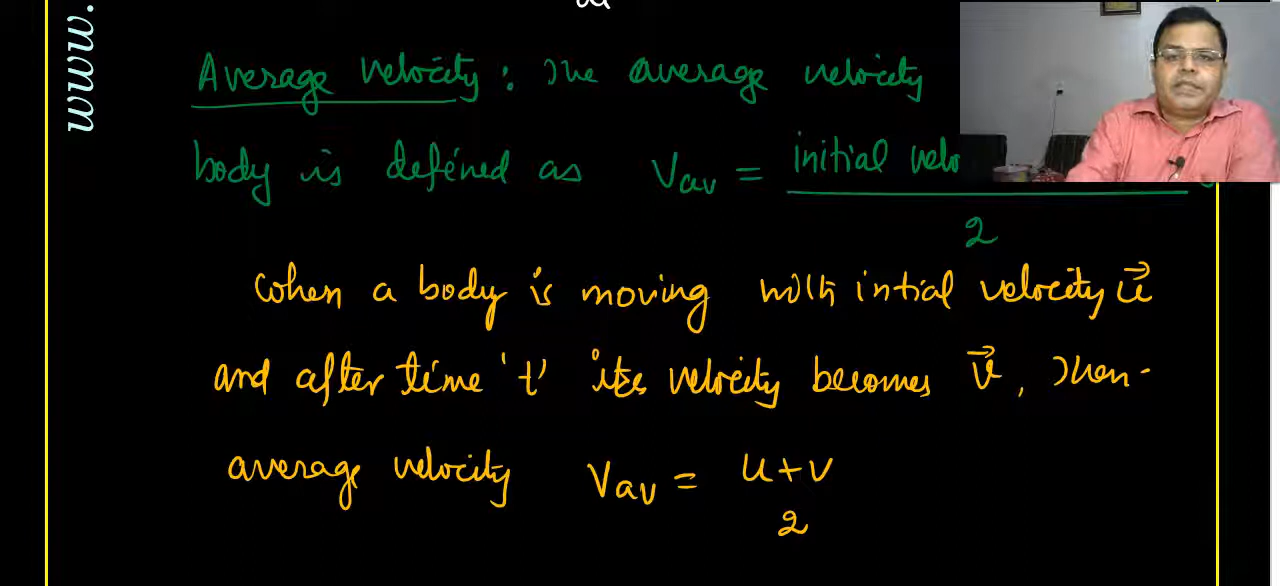 www.
Average velocity: The average velocity
body is defined as Vav = initial velo
2
when a body is moving with intial velocity u⃗
and after time 't' its velocity becomes v⃗, Then-
average velocity Vav = u+v
2